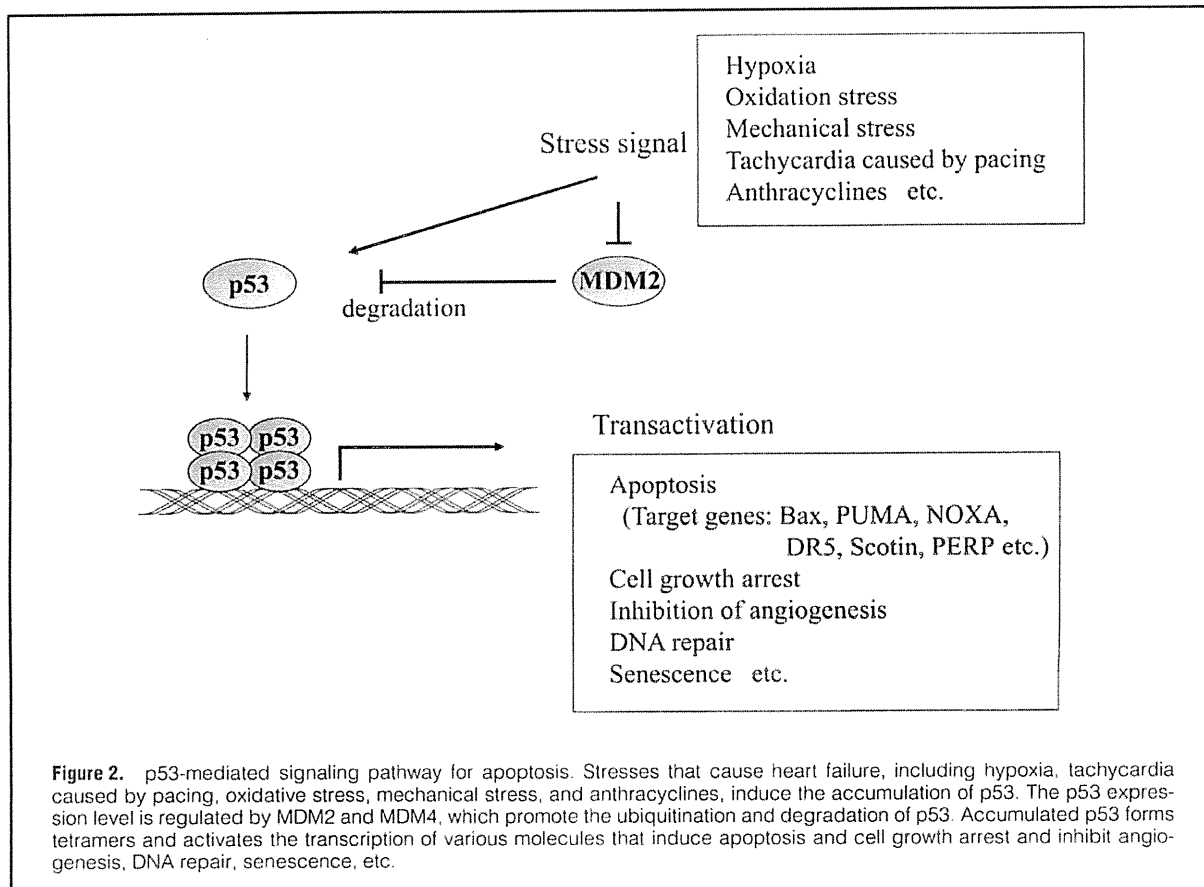 Hypoxia
Oxidation stress
Mechanical stress
Tachycardia caused by pacing
Anthracyclines etc.
Stress signal
p53
MDM2
degradation
p53 p53
p53 p53
Transactivation
Apoptosis
(Target genes: Bax, PUMA, NOXA,
DR5, Scotin, PERP etc.)
Cell growth arrest
Inhibition of angiogenesis
DNA repair
Senescence etc.
Figure 2. p53-mediated signaling pathway for apoptosis. Stresses that cause heart failure, including hypoxia, tachycardia
caused by pacing, oxidative stress, mechanical stress, and anthracyclines, induce the accumulation of p53. The p53 expres-
sion level is regulated by MDM2 and MDM4, which promote the ubiquitination and degradation of p53. Accumulated p53 forms
tetramers and activates the transcription of various molecules that induce apoptosis and cell growth arrest and inhibit angio-
genesis, DNA repair, senescence, etc.